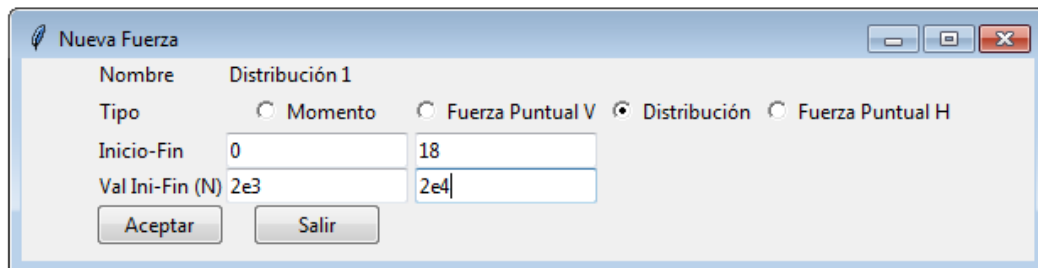 Nueva Fuerza
Nombre Distribución 1
Tipo Momento Fuerza Puntual V Distribución Fuerza Puntual H
Inicio-Fin 0 18
Val Ini-Fin (N) 2e3 2e4
Aceptar Salir